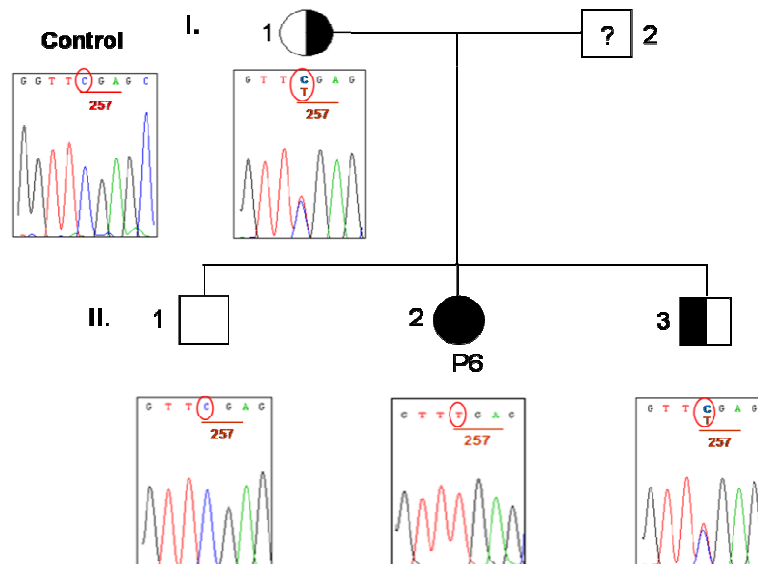 Control
I.
1
?
2
G G T T C G A G C
257
G T T C G A G
T
257
II.
1
2
3
P6
G T T C G A G
257
G T T T G A G
257
G T T C G A G
T
257